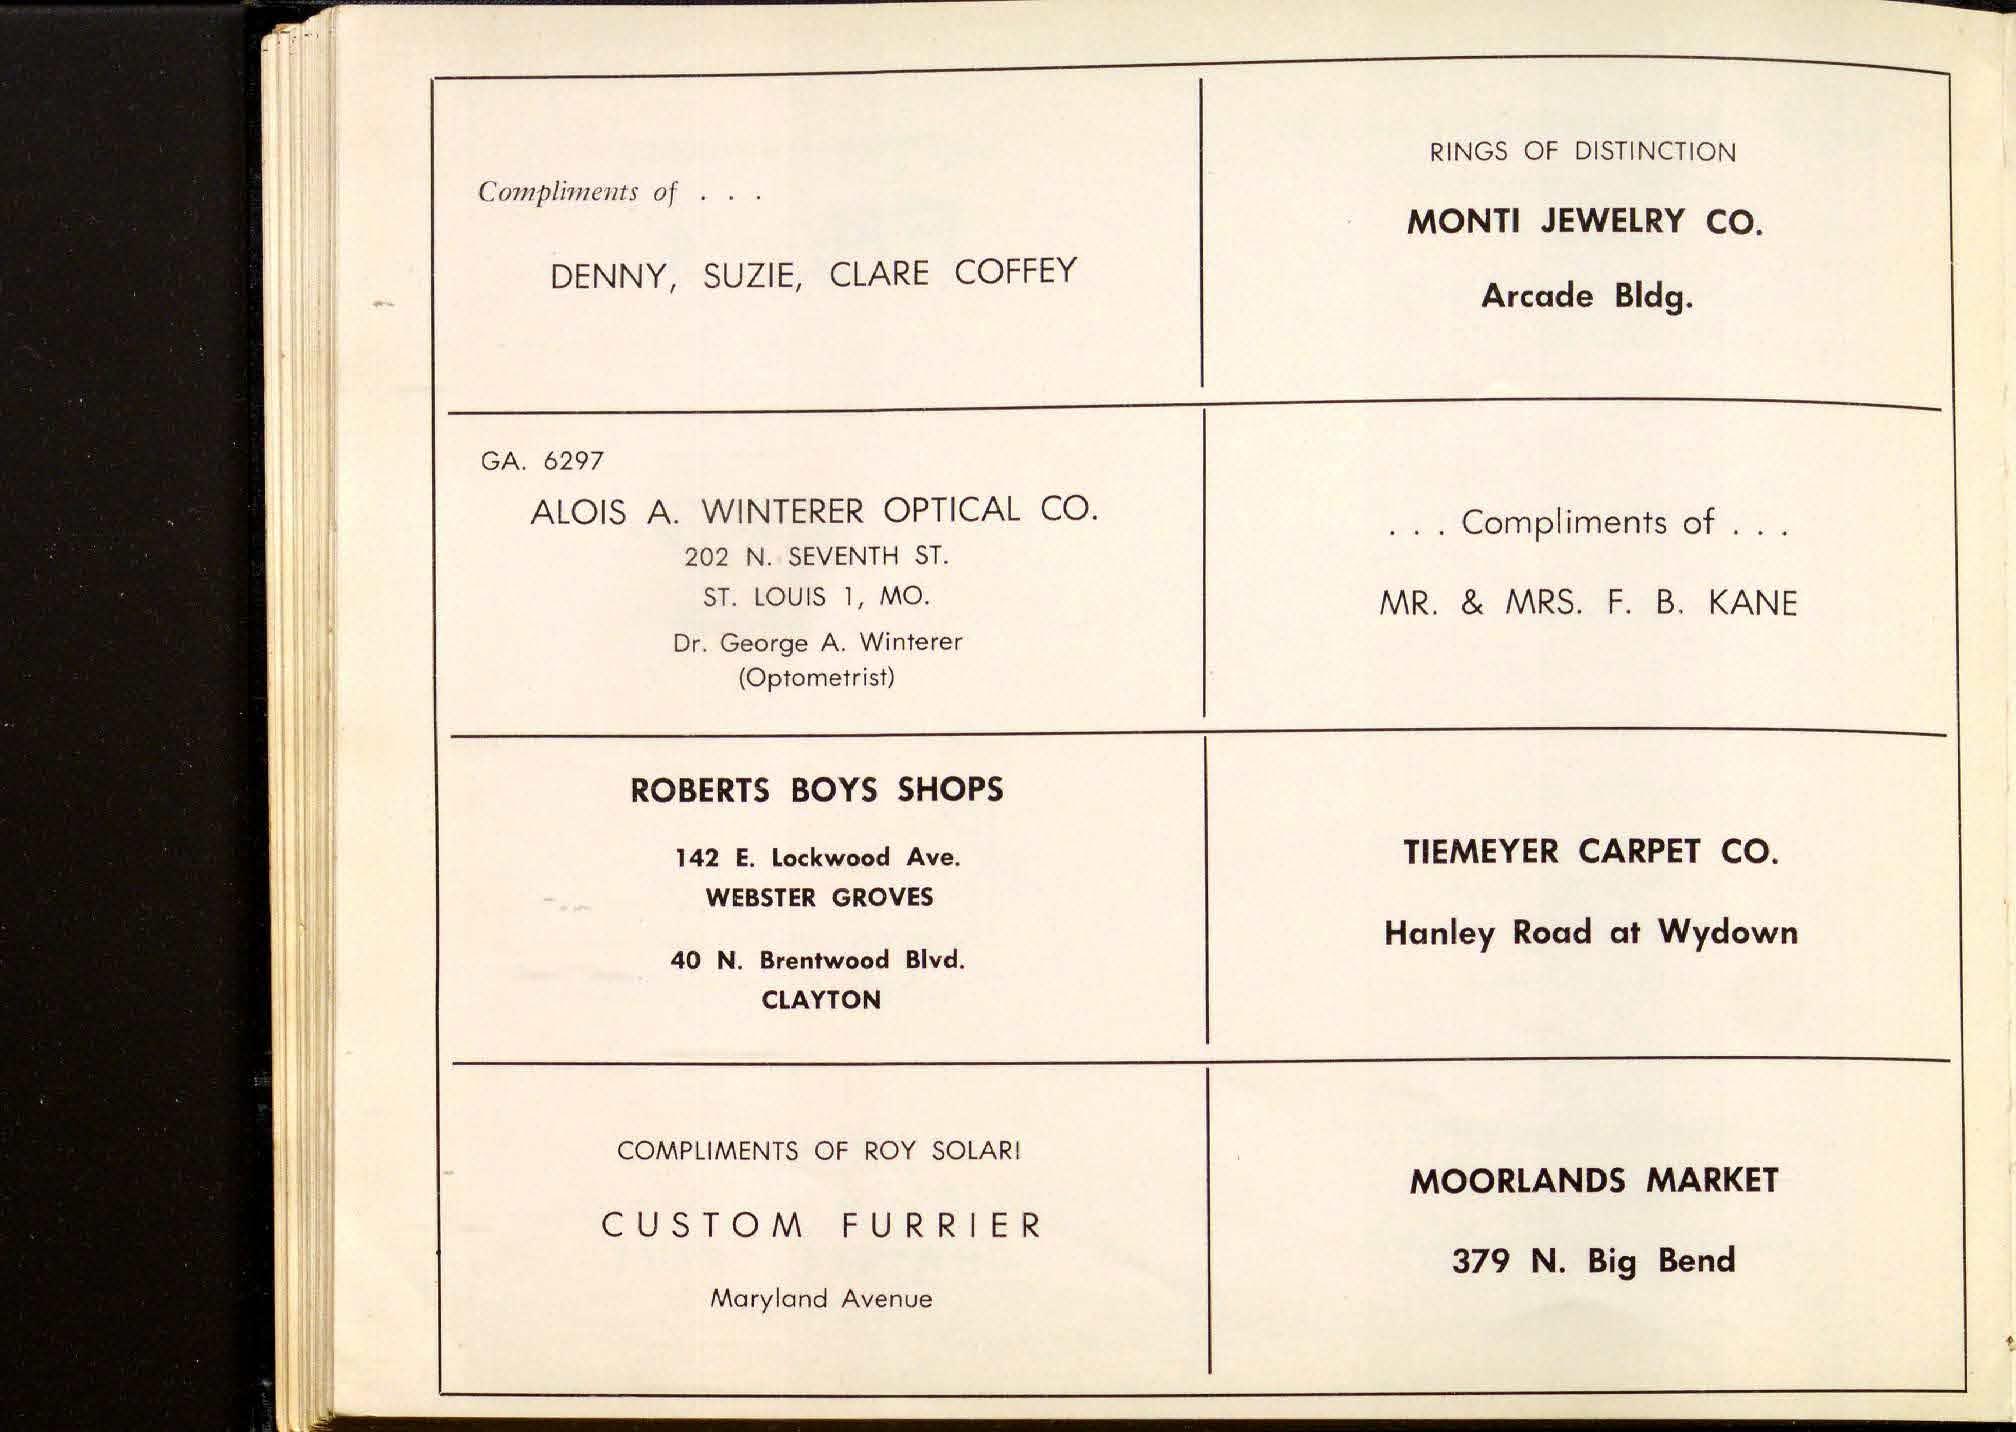 Compliments of . . .
DENNY, SUZIE, CLARE COFFEY
RINGS OF DISTINCTION
MONTI JEWELRY CO.
Arcade Bldg.
GA. 6297
ALOIS A. WINTERER OPTICAL CO.
202 N. SEVENTH ST.
ST. LOUIS 1, MO.
Dr. George A. Winterer
(Optometrist)
. . . Compliments of . . .
MR. & MRS. F. B. KANE
ROBERTS BOYS SHOPS
142 E. Lockwood Ave.
WEBSTER GROVES
40 N. Brentwood Blvd.
CLAYTON
TIEMEYER CARPET CO.
Hanley Road at Wydown
COMPLIMENTS OF ROY SOLARI
CUSTOM FURRIER
Maryland Avenue
MOORLANDS MARKET
379 N. Big Bend